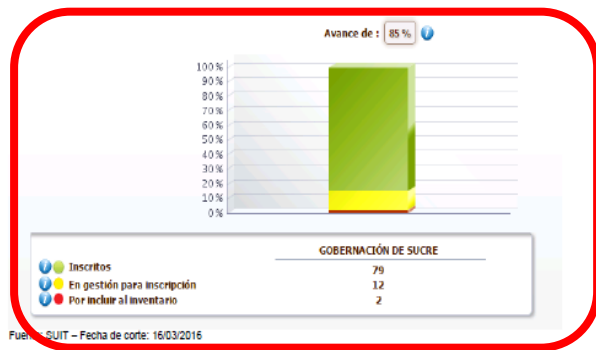 Avance de : 85 %
100 %
90 %
80 %
70 %
60 %
50 %
40 %
30 %
20 %
10 %
0 %
GOBERNACIÓN DE SUCRE
Inscritos 79
En gestión para inscripción 12
Por incluir al inventario 2
Fuente: SUIT – Fecha de corte: 16/03/2016